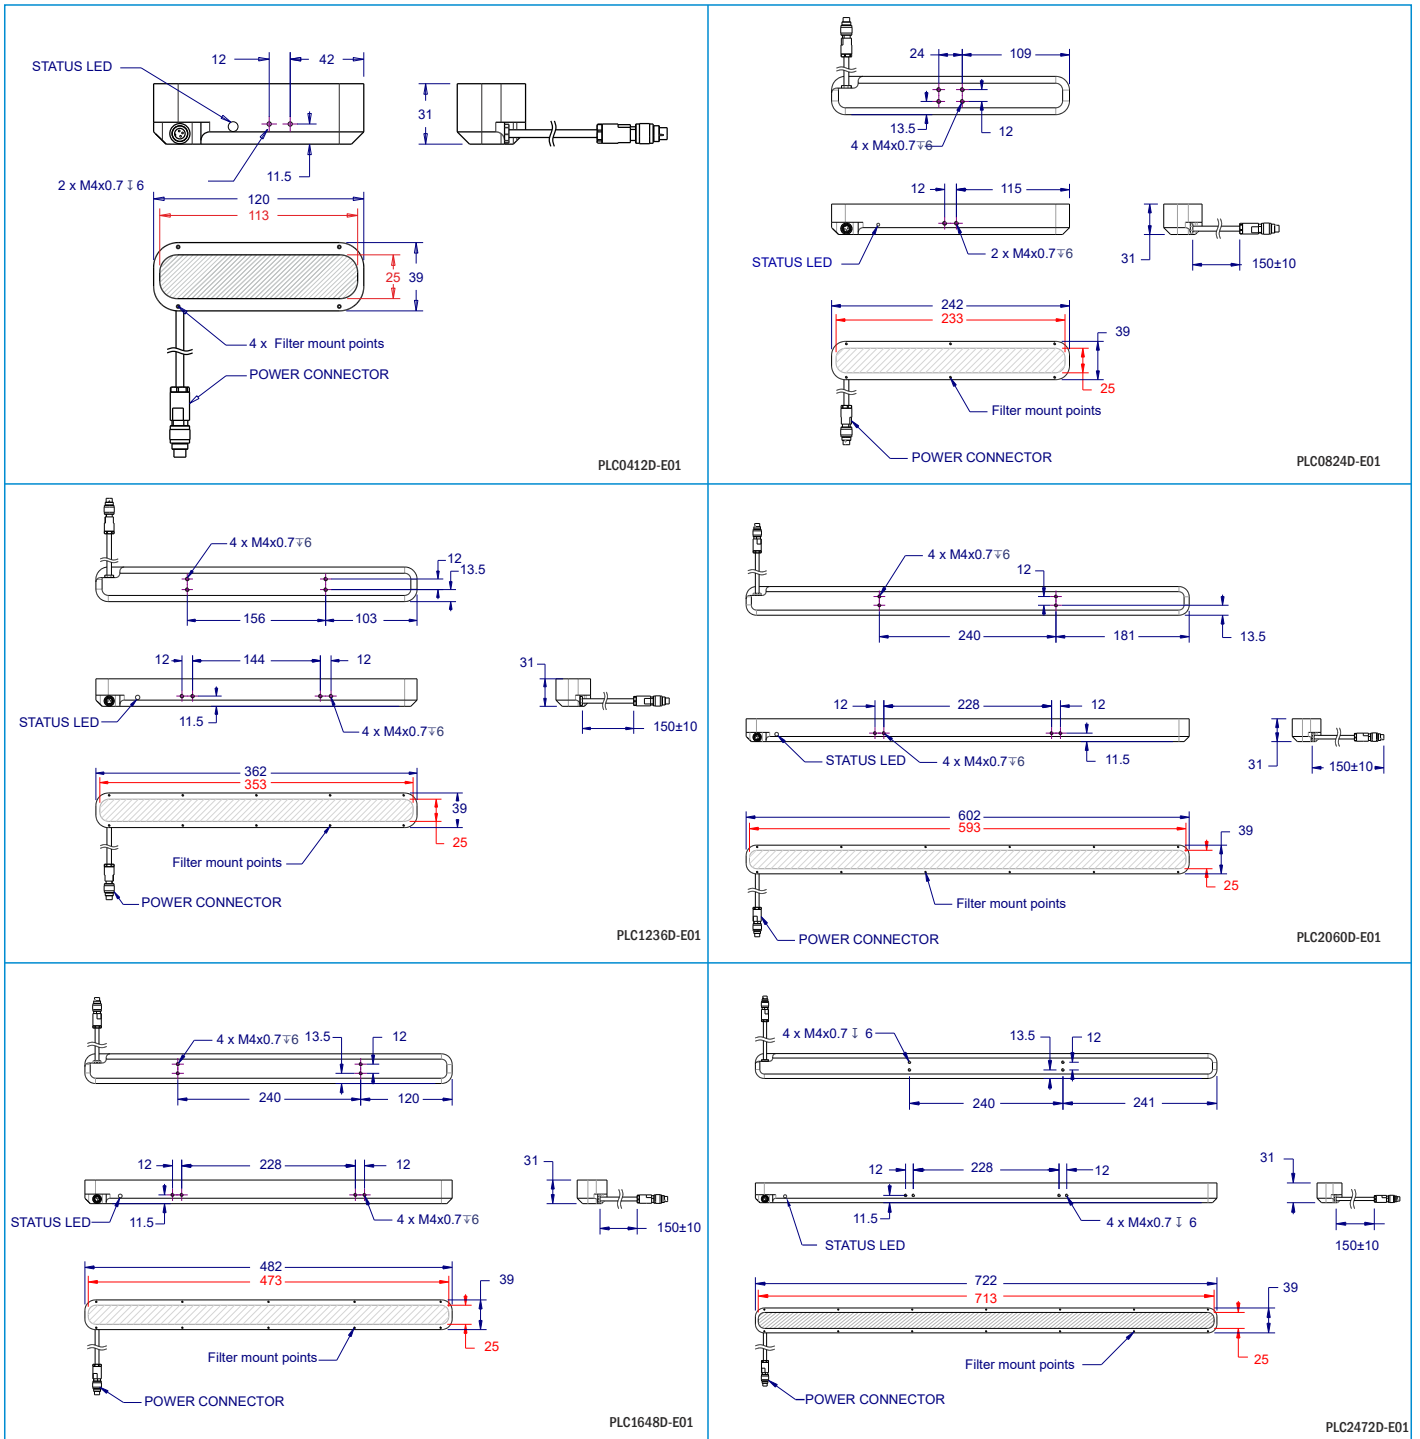 12
42
STATUS LED
31
11.5
2 x M4x0.7↧6
120
113
25
39
4 x Filter mount points
POWER CONNECTOR
PLC0412D-E01
24
109
13.5
12
4 x M4x0.7↧6
12
115
STATUS LED
2 x M4x0.7↧6
31
150±10
242
233
39
25
Filter mount points
POWER CONNECTOR
PLC0824D-E01
4 x M4x0.7↧6
12
13.5
156
103
12
144
12
31
STATUS LED
11.5
4 x M4x0.7↧6
150±10
362
353
39
25
Filter mount points
POWER CONNECTOR
PLC1236D-E01
4 x M4x0.7↧6
12
240
181
13.5
12
228
12
STATUS LED
4 x M4x0.7↧6
11.5
31
150±10
602
593
39
25
Filter mount points
POWER CONNECTOR
PLC2060D-E01
4 x M4x0.7↧6
13.5
12
240
120
12
228
12
31
STATUS LED
11.5
4 x M4x0.7↧6
150±10
482
473
39
25
Filter mount points
POWER CONNECTOR
PLC1648D-E01
4 x M4x0.7↧ 6
13.5
12
240
241
12
228
12
31
11.5
4 x M4x0.7↧ 6
STATUS LED
150±10
722
713
39
25
Filter mount points
POWER CONNECTOR
PLC2472D-E01